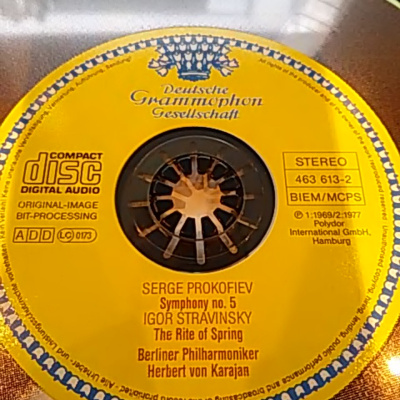 Deutsche
Grammophon
Gesellschaft
COMPACT
disc
DIGITAL AUDIO
ORIGINAL-IMAGE
BIT-PROCESSING
ADD LC 0173
STEREO
463 613-2
BIEM/MCPS
℗ 1:1969/2:1977
Polydor
International GmbH,
Hamburg
SERGE PROKOFIEV
Symphony no. 5
IGOR STRAVINSKY
The Rite of Spring
Berliner Philharmoniker
Herbert von Karajan